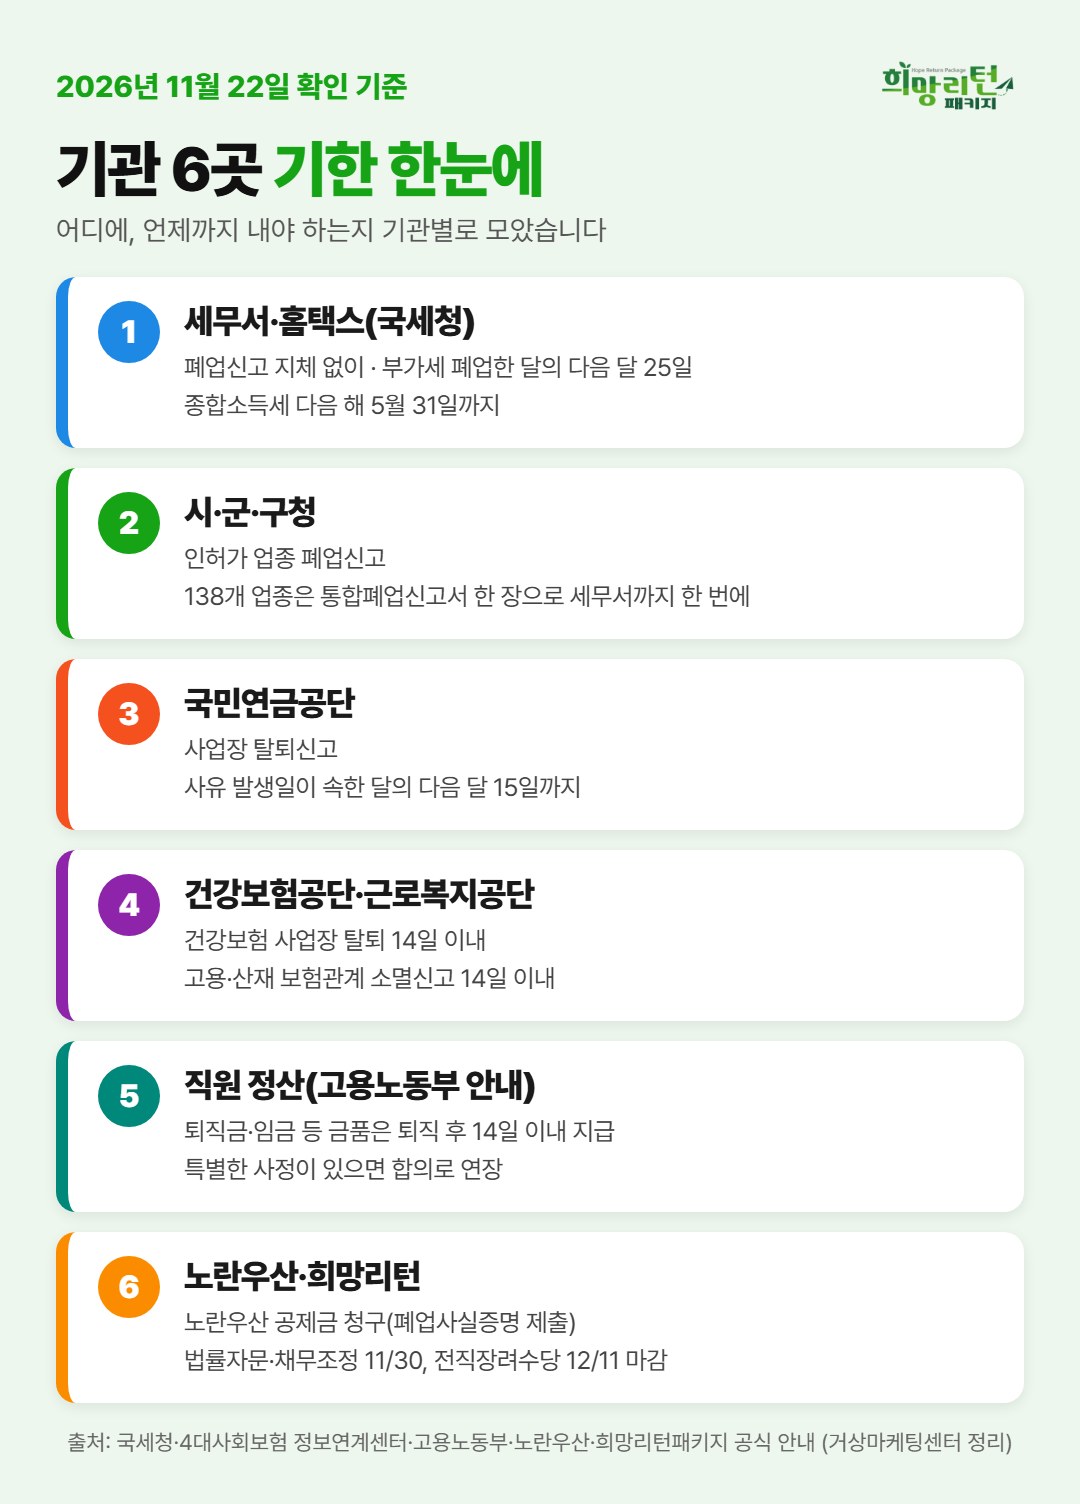 2026년 11월 22일 확인 기준
Hope Return Package
희망리턴
패키지
기관 6곳 기한 한눈에
어디에, 언제까지 내야 하는지 기관별로 모았습니다
1
세무서·홈택스(국세청)
폐업신고 지체 없이 · 부가세 폐업한 달의 다음 달 25일
종합소득세 다음 해 5월 31일까지
2
시·군·구청
인허가 업종 폐업신고
138개 업종은 통합폐업신고서 한 장으로 세무서까지 한 번에
3
국민연금공단
사업장 탈퇴신고
사유 발생일이 속한 달의 다음 달 15일까지
4
건강보험공단·근로복지공단
건강보험 사업장 탈퇴 14일 이내
고용·산재 보험관계 소멸신고 14일 이내
5
직원 정산(고용노동부 안내)
퇴직금·임금 등 금품은 퇴직 후 14일 이내 지급
특별한 사정이 있으면 합의로 연장
6
노란우산·희망리턴
노란우산 공제금 청구(폐업사실증명 제출)
법률자문·채무조정 11/30, 전직장려수당 12/11 마감
출처: 국세청·4대사회보험 정보연계센터·고용노동부·노란우산·희망리턴패키지 공식 안내 (거상마케팅센터 정리)